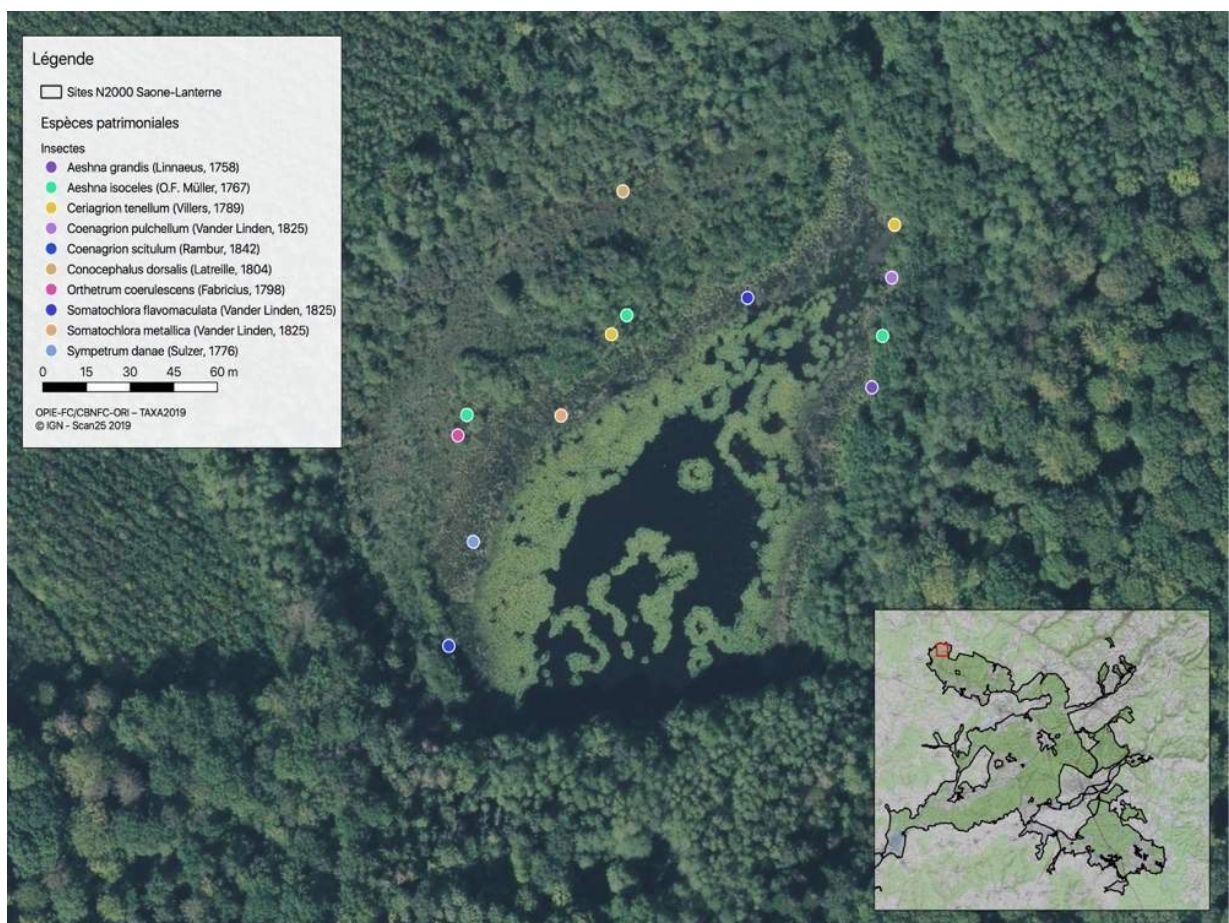 Légende
Sites N2000 Saone-Lanterne
Espèces patrimoniales
Insectes
Aeshna grandis (Linnaeus, 1758)
Aeshna isoceles (O.F. Müller, 1767)
Ceriagrion tenellum (Villers, 1789)
Coenagrion pulchellum (Vander Linden, 1825)
Coenagrion scitulum (Rambur, 1842)
Conocephalus dorsalis (Latreille, 1804)
Orthetrum coerulescens (Fabricius, 1798)
Somatochlora flavomaculata (Vander Linden, 1825)
Somatochlora metallica (Vander Linden, 1825)
Sympetrum danae (Sulzer, 1776)
0 15 30 45 60 m
OPIE-FC/CBNFC-ORI – TAXA2019
© IGN - Scan25 2019